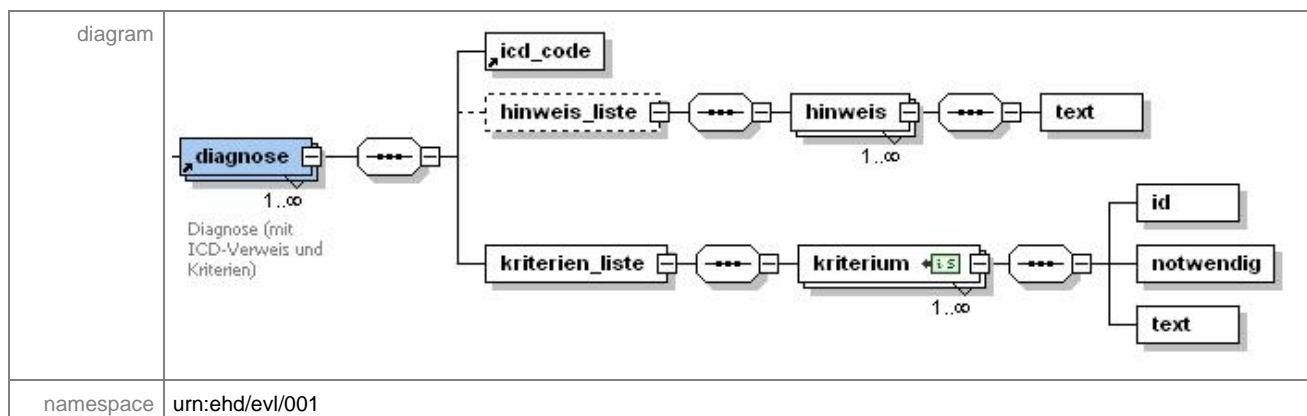 diagram
icd_code
hinweis_liste
hinweis
text
1..∞
diagnose
1..∞
Diagnose (mit
ICD-Verweis und
Kriterien)
kriterien_liste
kriterium
is
1..∞
id
notwendig
text
namespace urn:ehd/evl/001